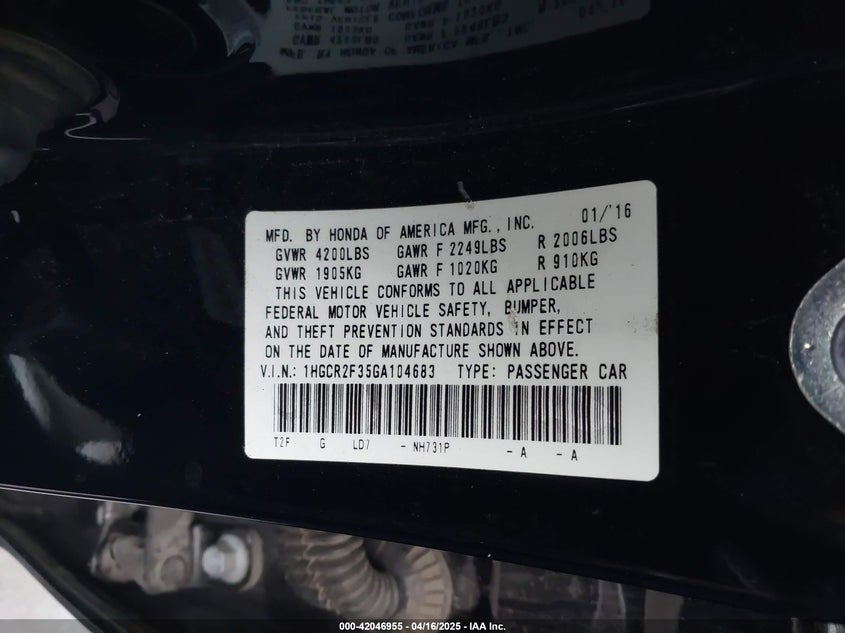 MFD. BY HONDA OF AMERICA MFG., INC. 01/'16
GVWR 4200LBS GAWR F 2249LBS R 2006LBS
GVWR 1905KG GAWR F 1020KG R 910KG
THIS VEHICLE CONFORMS TO ALL APPLICABLE
FEDERAL MOTOR VEHICLE SAFETY, BUMPER,
AND THEFT PREVENTION STANDARDS IN EFFECT
ON THE DATE OF MANUFACTURE SHOWN ABOVE.
V.I.N.: 1HGCR2F35GA104683 TYPE: PASSENGER CAR
T2F G LD7 - NH731P - A - A
000-42046955 - 04/16/2025 - IAA Inc.